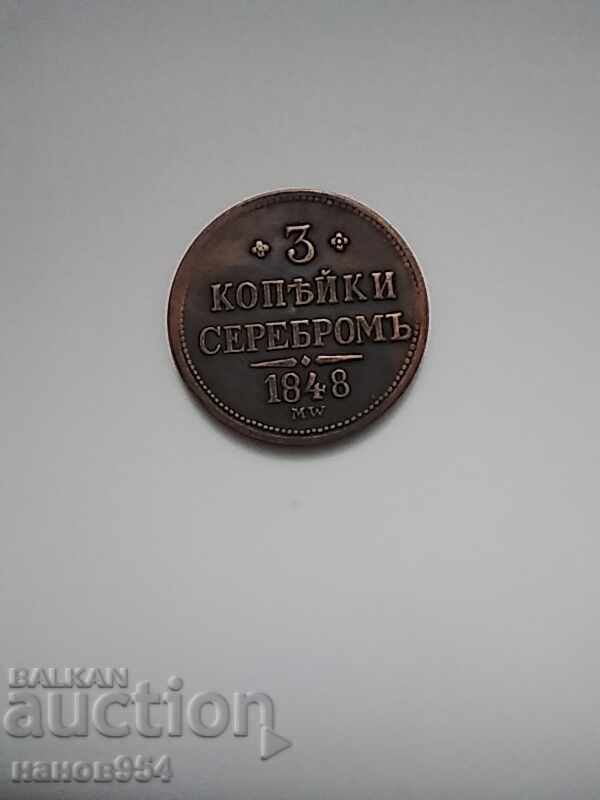 3
КОПѢЙКИ
СЕРЕБРОМЪ
1848
MW
BALKAN
auction
нанов954